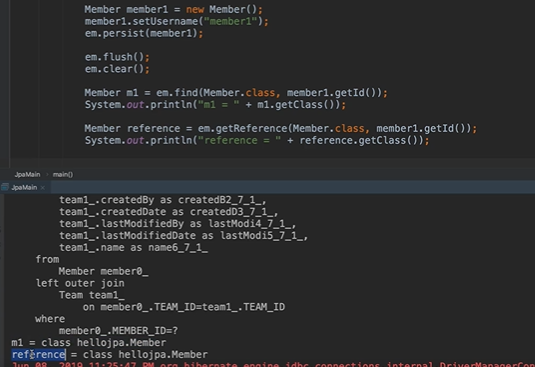 Member member1 = new Member();
member1.setUsername("member1");
em.persist(member1);
em.flush();
em.clear();
Member m1 = em.find(Member.class, member1.getId());
System.out.println("m1 = " + m1.getClass());
Member reference = em.getReference(Member.class, member1.getId());
System.out.println("reference = " + reference.getClass());
JpaMain main()
JpaMain
team1_.createdBy as createdB2_7_1_,
team1_.createdDate as createdD3_7_1_,
team1_.lastModifiedBy as lastModi4_7_1_,
team1_.lastModifiedDate as lastModi5_7_1_,
team1_.name as name6_7_1_
from
Member member0_
left outer join
Team team1_
on member0_.TEAM_ID=team1_.TEAM_ID
where
member0_.MEMBER_ID=?
m1 = class hellojpa.Member
reference = class hellojpa.Member
Jun 08, 2019 11:25:47 PM org.hibernate.engine.jdbc.connections.internal.DriverManagerCon